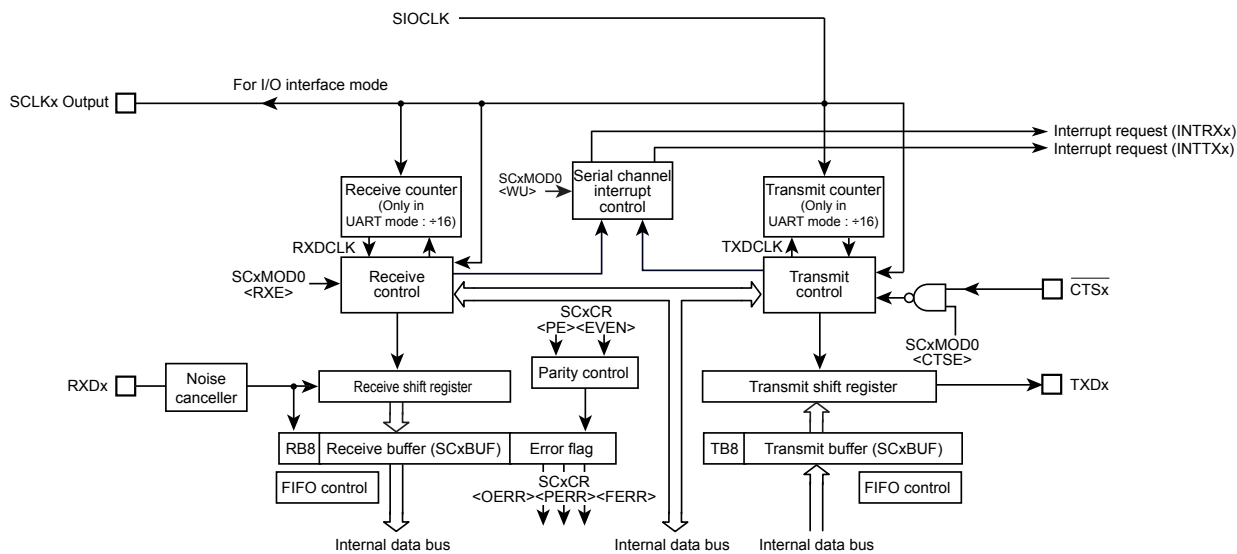 SIOCLK
For I/O interface mode
SCLKx Output
Interrupt request (INTRXx)
Interrupt request (INTTXx)
SCxMOD0
<WU>
Serial channel
interrupt
control
Receive counter
(Only in
UART mode : ÷16)
Transmit counter
(Only in
UART mode : ÷16)
RXDCLK
TXDCLK
SCxMOD0
<RXE>
Receive
control
Transmit
control
CTSx
SCxCR
<PE><EVEN>
SCxMOD0
<CTSE>
RXDx
Noise
canceller
Receive shift register
Parity control
Transmit shift register
TXDx
RB8
Receive buffer (SCxBUF)
Error flag
TB8
Transmit buffer (SCxBUF)
FIFO control
SCxCR
<OERR><PERR><FERR>
FIFO control
Internal data bus
Internal data bus
Internal data bus